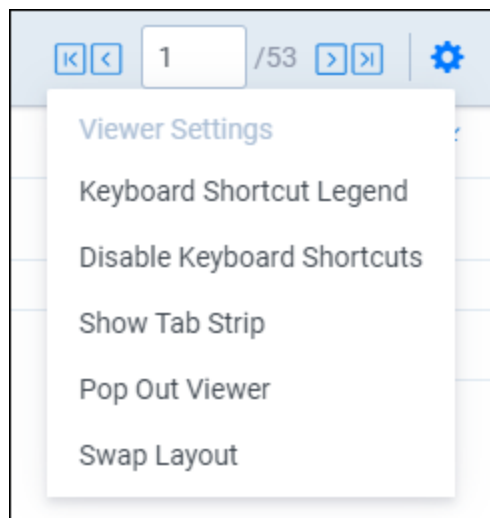 1 /53
Viewer Settings
Keyboard Shortcut Legend
Disable Keyboard Shortcuts
Show Tab Strip
Pop Out Viewer
Swap Layout